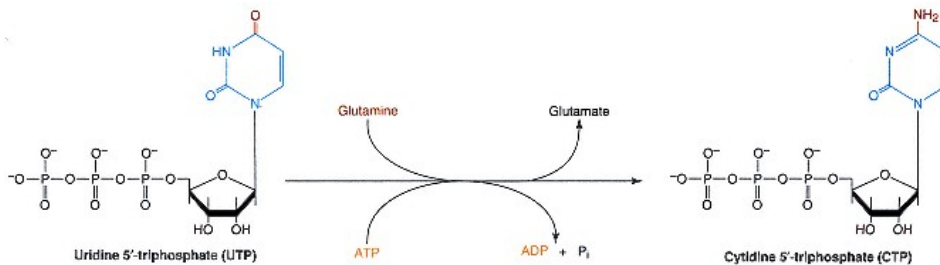 O
NH₂
HN
N
O
N
O
N
Glutamine
Glutamate
O⁻ O⁻ O⁻
⁻O-P-O-P-O-P-O
O
O O O
HO OH
O⁻ O⁻ O⁻
⁻O-P-O-P-O-P-O
O
O O O
HO OH
ATP
ADP + Pi
Uridine 5′-triphosphate (UTP)
Cytidine 5′-triphosphate (CTP)